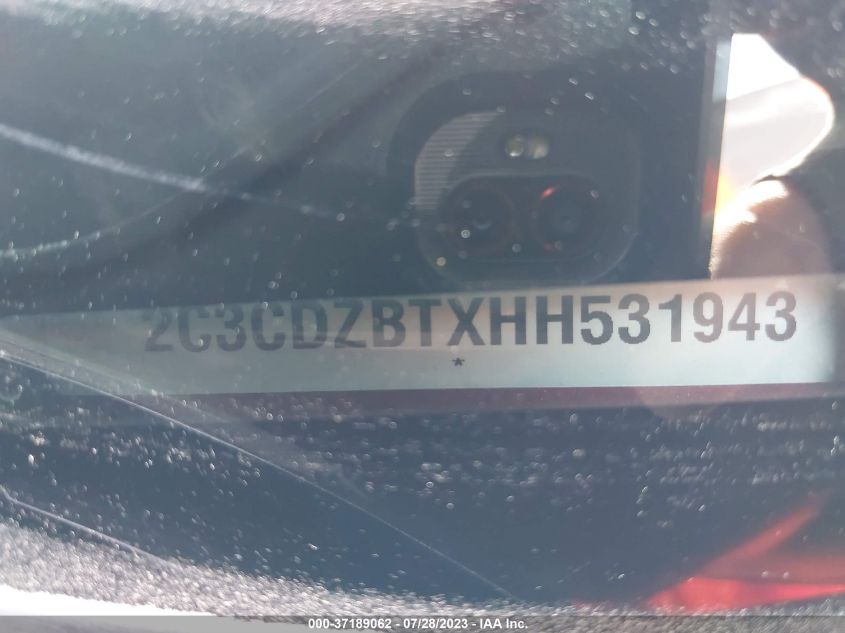 2C3CDZBTXHH531943
*
000-37189062 - 07/28/2023 - IAA Inc.